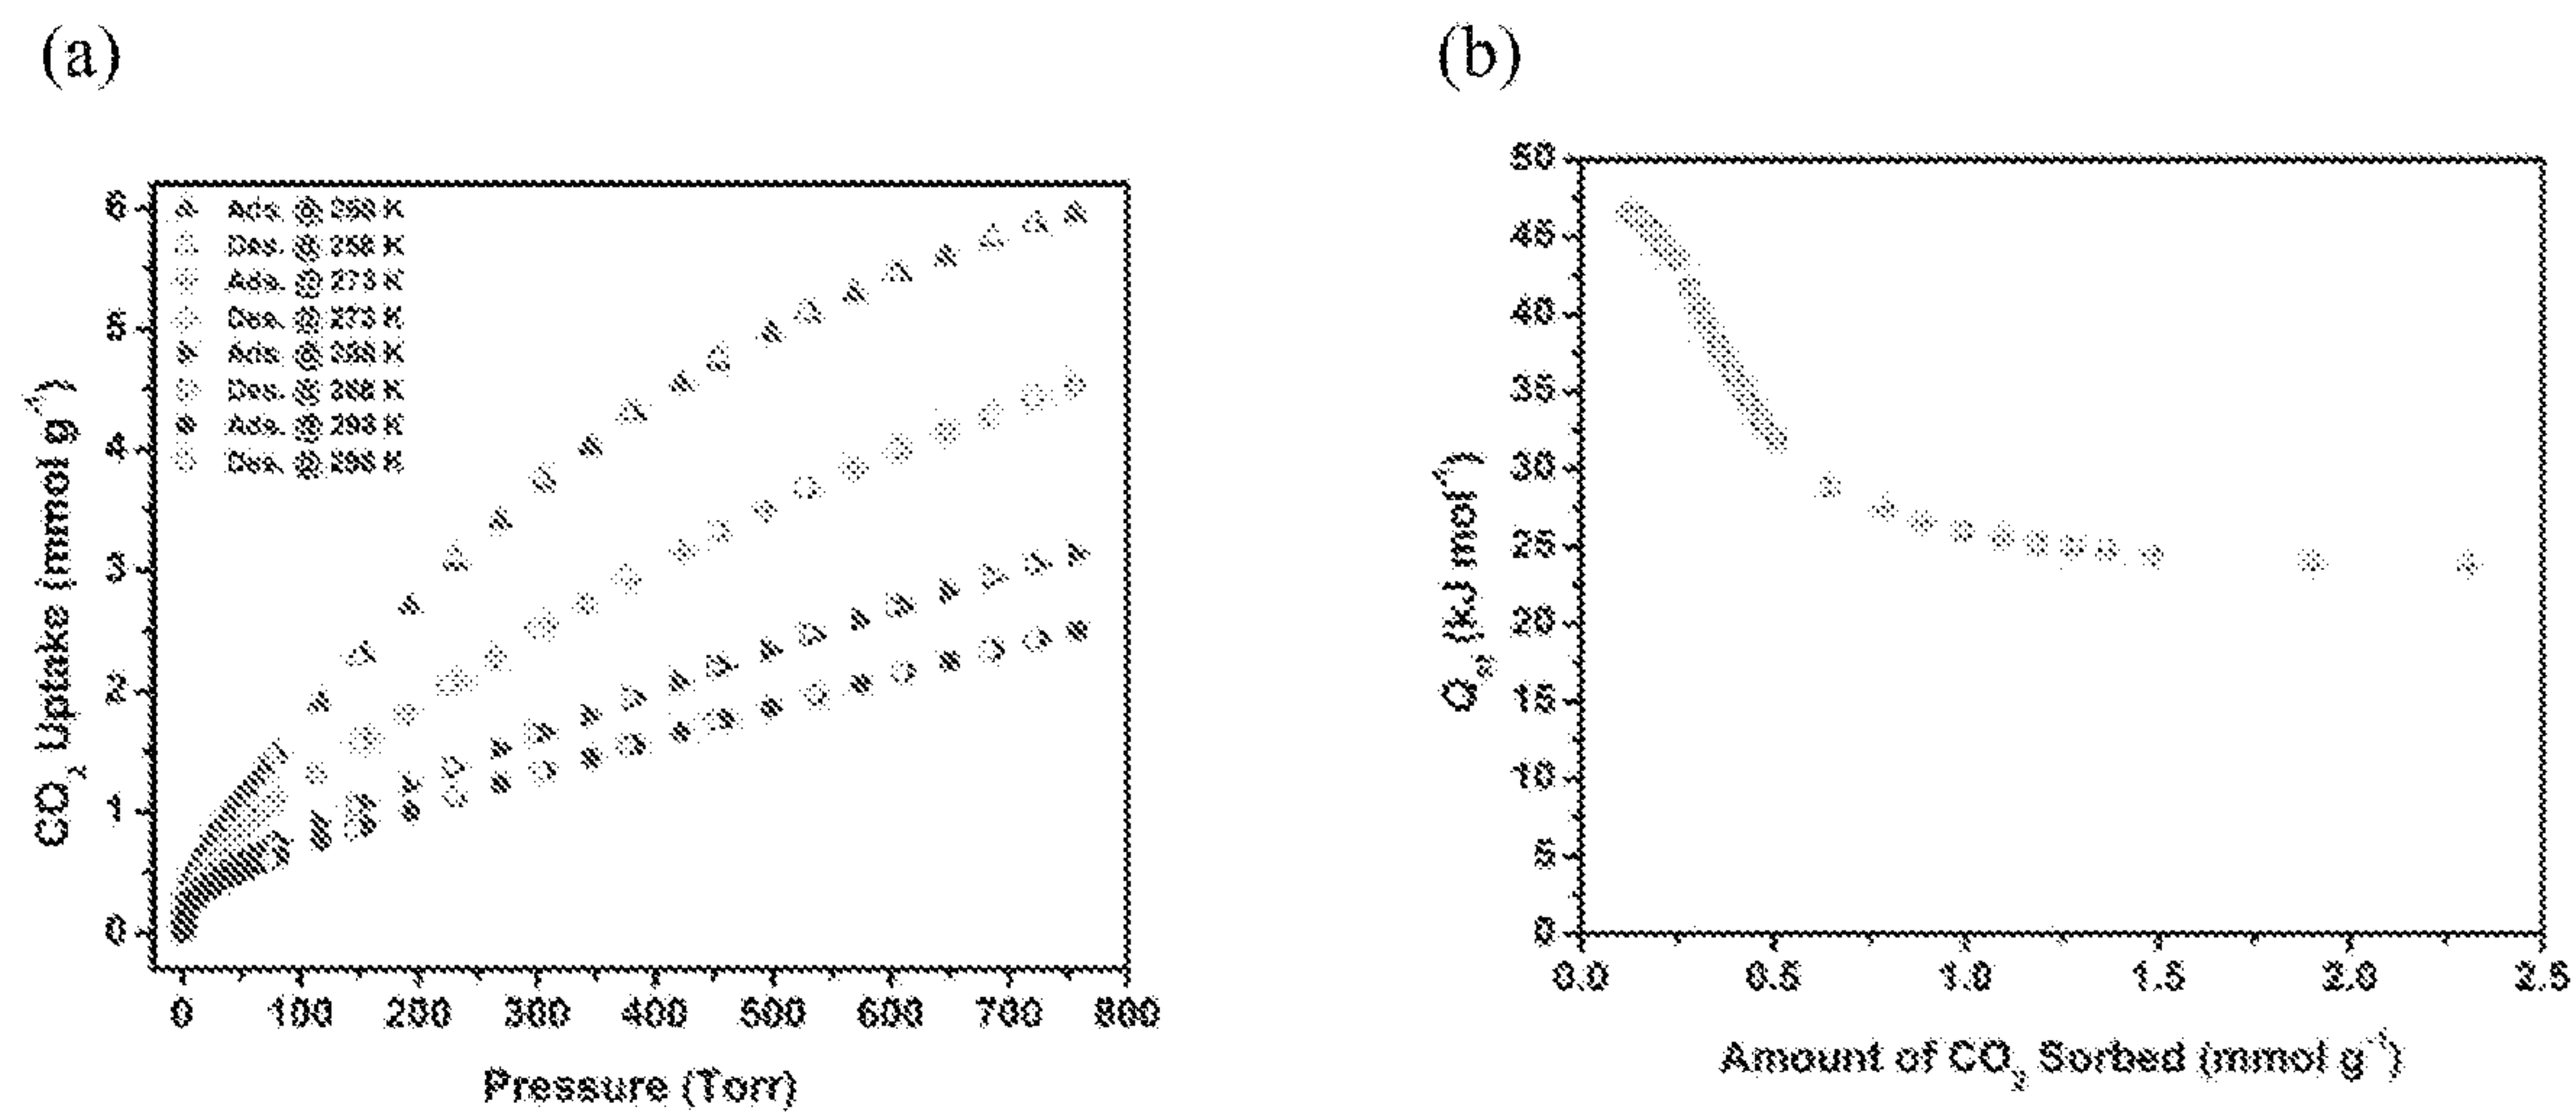 (a)
CO2 Uptake (mmol g-1)
6
5
4
3
2
1
0
Ads. @ 258 K
Des. @ 258 K
Ads. @ 273 K
Des. @ 273 K
Ads. @ 288 K
Des. @ 288 K
Ads. @ 298 K
Des. @ 298 K
0 100 200 300 400 500 600 700 800
Pressure (Torr)
(b)
Qst (kJ mol-1)
50
45
40
35
30
25
20
15
10
5
0
0.0 0.5 1.0 1.5 2.0 2.5
Amount of CO2 Sorbed (mmol g-1)